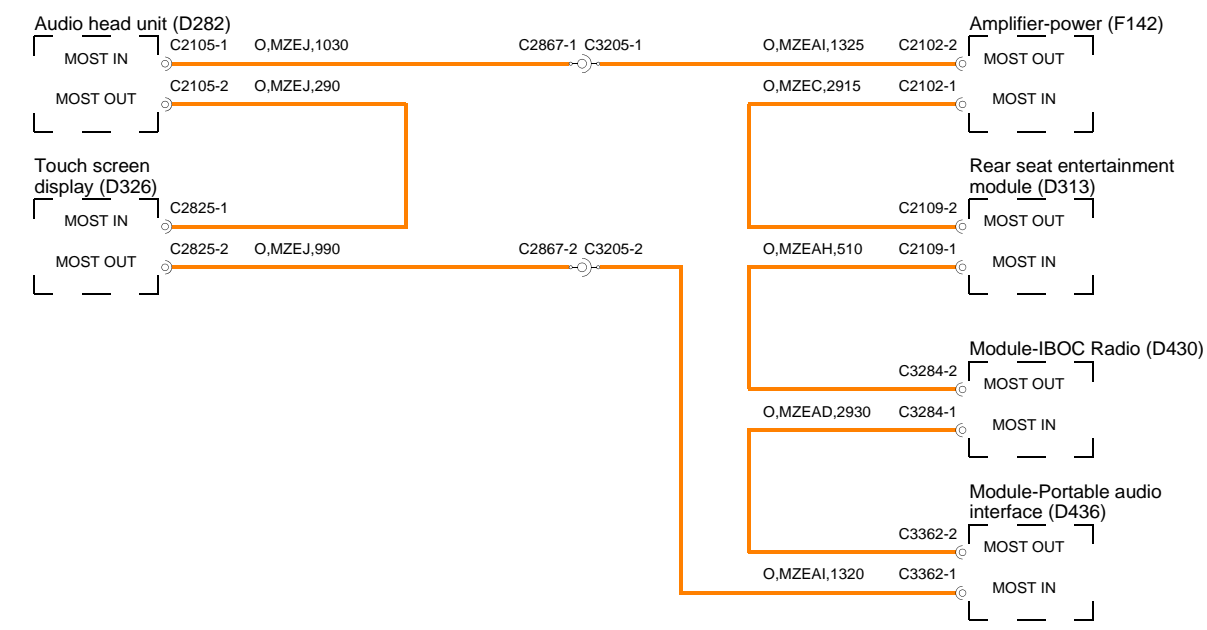 Audio head unit (D282)
MOST IN
C2105-1 O,MZEJ,1030
C2867-1 C3205-1
MOST OUT
C2105-2 O,MZEJ,290
Touch screen
display (D326)
MOST IN
C2825-1
MOST OUT
C2825-2 O,MZEJ,990
C2867-2 C3205-2
Amplifier-power (F142)
O,MZEAI,1325 C2102-2
MOST OUT
O,MZEC,2915 C2102-1
MOST IN
Rear seat entertainment
module (D313)
C2109-2
MOST OUT
O,MZEAH,510 C2109-1
MOST IN
Module-IBOC Radio (D430)
C3284-2
MOST OUT
O,MZEAD,2930 C3284-1
MOST IN
Module-Portable audio
interface (D436)
C3362-2
MOST OUT
O,MZEAI,1320 C3362-1
MOST IN